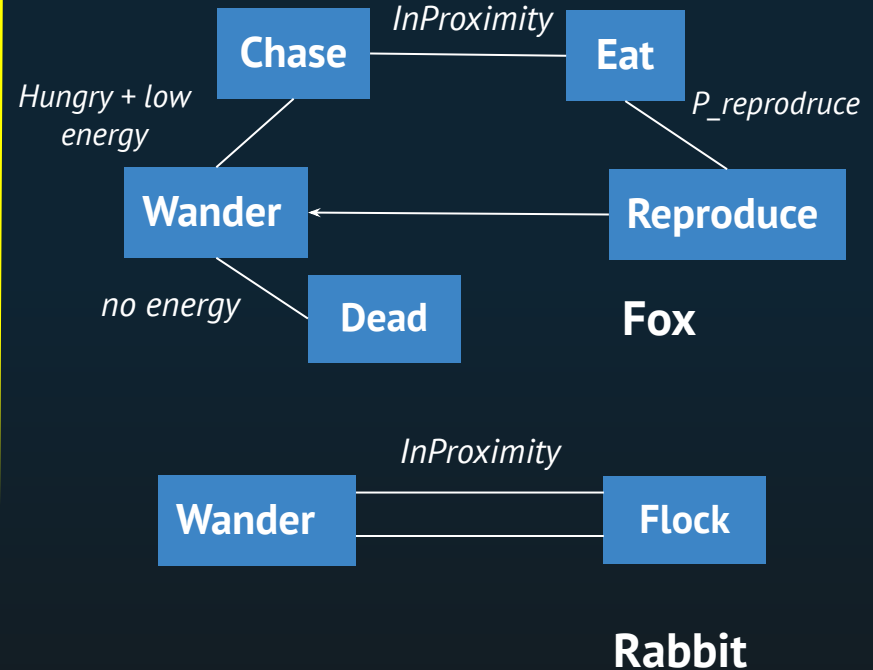 InProximity
Chase
Eat
Hungry + low
energy
P_reprodruce
Wander
Reproduce
no energy
Dead
Fox
InProximity
Wander
Flock
Rabbit